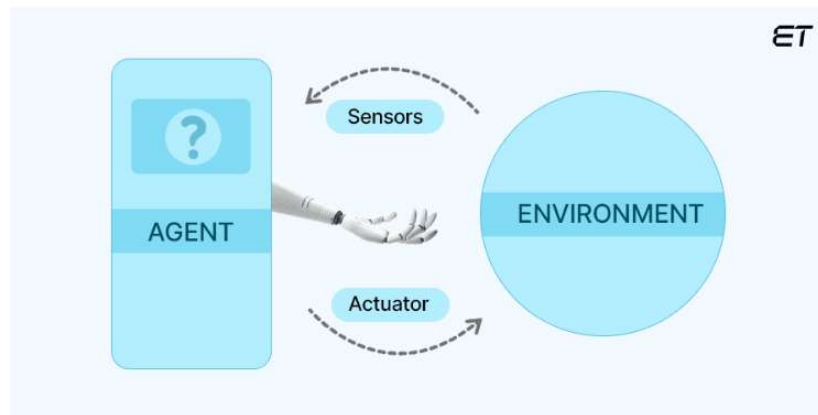 ET
Sensors
?
AGENT
ENVIRONMENT
Actuator